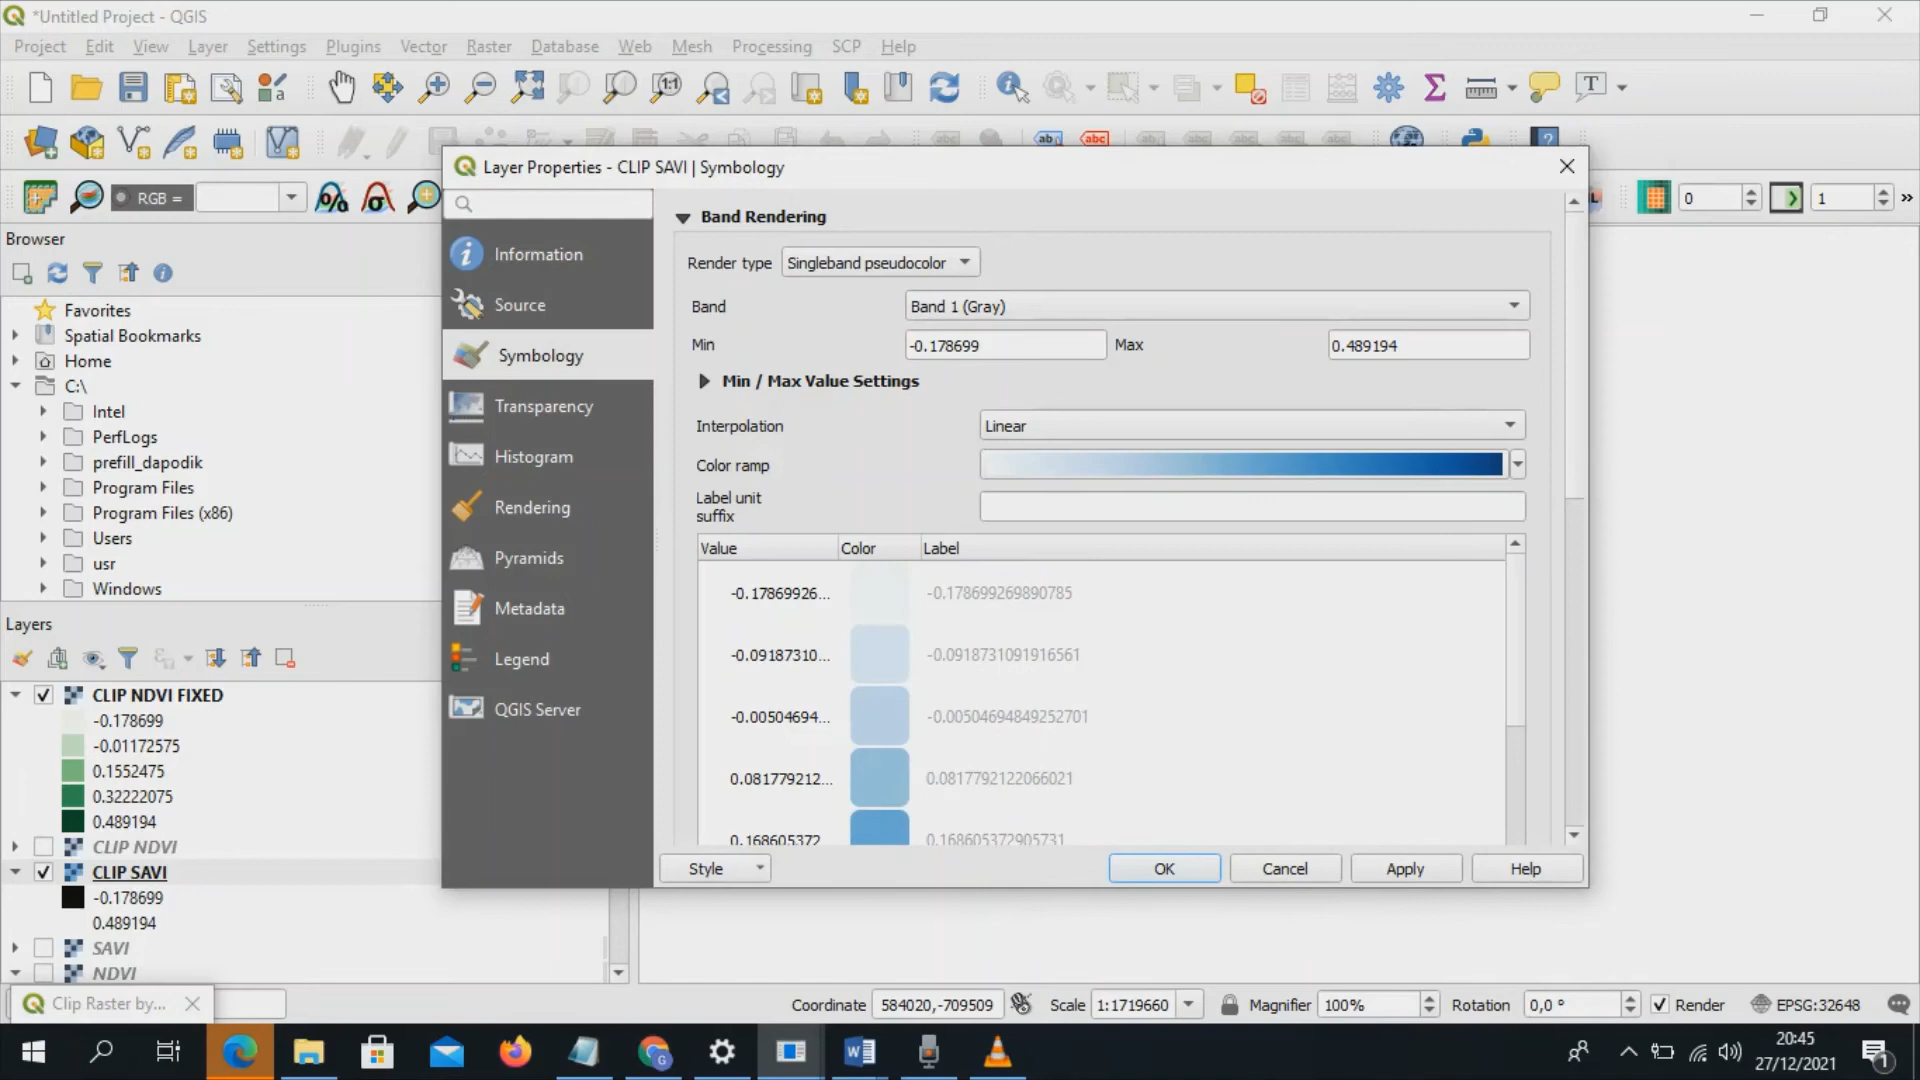 *Untitled Project - QGIS
Project Edit View Layer Settings Plugins Vector Raster Database Web Mesh Processing SCP Help
RGB =
0
1
»
Browser
Favorites
Spatial Bookmarks
Home
C:\
Intel
PerfLogs
prefill_dapodik
Program Files
Program Files (x86)
Users
usr
Windows
Layers
CLIP NDVI FIXED
-0.178699
-0.01172575
0.1552475
0.32222075
0.489194
CLIP NDVI
CLIP SAVI
-0.178699
0.489194
SAVI
NDVI
Layer Properties - CLIP SAVI | Symbology
Information
Source
Symbology
Transparency
Histogram
Rendering
Pyramids
Metadata
Legend
QGIS Server
Band Rendering
Render type Singleband pseudocolor
Band Band 1 (Gray)
Min -0.178699 Max 0.489194
Min / Max Value Settings
Interpolation Linear
Color ramp
Label unit
suffix
Value Color Label
-0.17869926... -0.178699269890785
-0.09187310... -0.0918731091916561
-0.00504694... -0.00504694849252701
0.081779212... 0.0817792122066021
0.168605372 0.168605372905731
Style OK Cancel Apply Help
Clip Raster by...
Coordinate 584020,-709509 Scale 1:1719660 Magnifier 100% Rotation 0,0 ° Render EPSG:32648
20:45
27/12/2021
1